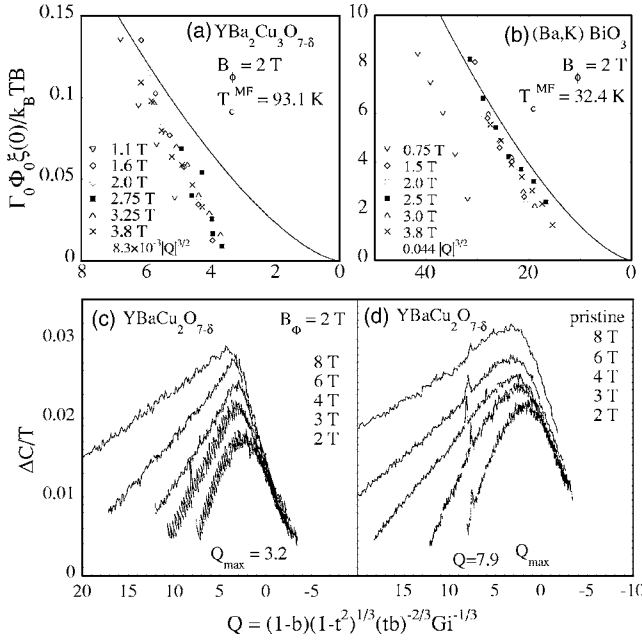 (a) YBa2Cu3O7-δ
BΦ = 2 T
TcMF = 93.1 K
0.15
0.1
0.05
0
Γ0Φ0ξ(0)/kBTB
1.1 T
1.6 T
2.0 T
2.75 T
3.25 T
3.8 T
8.3×10-3|Q|3/2
8 6 4 2 0
(b) (Ba,K) BiO3
BΦ = 2 T
TcMF = 32.4 K
10
8
6
4
2
0
0.75 T
1.5 T
2.0 T
2.5 T
3.0 T
3.8 T
0.044 |Q|3/2
40 20 0
(c) YBaCu2O7-δ BΦ = 2 T
8 T
6 T
4 T
3 T
2 T
0.03
0.02
0.01
0
ΔC/T
Qmax = 3.2
20 15 10 5 0 -5
(d) YBaCu2O7-δ pristine
8 T
6 T
4 T
3 T
2 T
Q=7.9 Qmax
15 10 5 0 -5 -10
Q = (1-b)(1-t2)1/3(tb)-2/3Gi-1/3